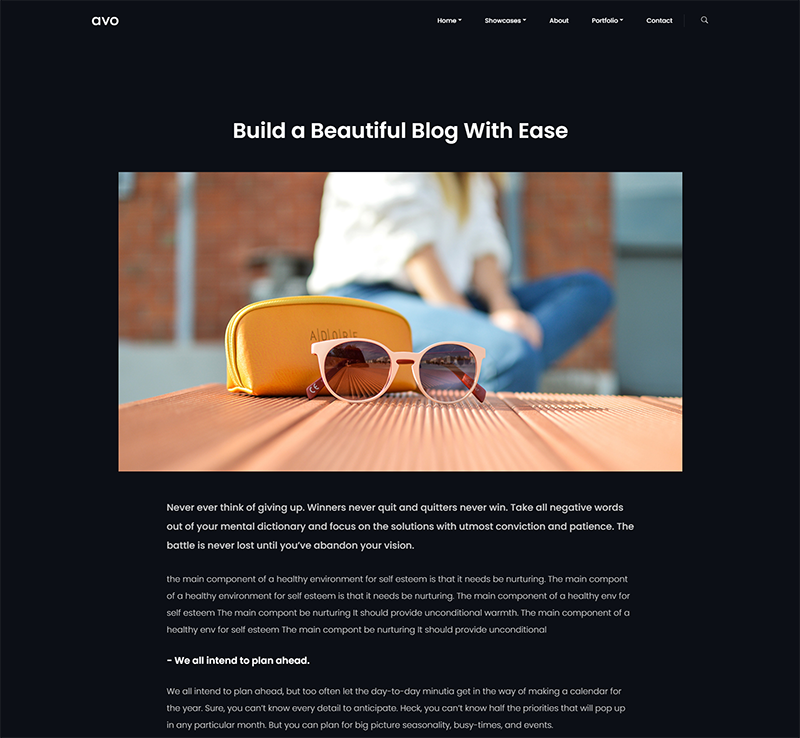 avo
Home
Showcases
About
Portfolio
Contact
Build a Beautiful Blog With Ease
A|D|O|R|E
CE
Never ever think of giving up. Winners never quit and quitters never win. Take all negative words
out of your mental dictionary and focus on the solutions with utmost conviction and patience. The
battle is never lost until you've abandon your vision.
the main component of a healthy environment for self esteem is that it needs be nurturing. The main compont
of a healthy environment for self esteem is that it needs be nurturing. The main component of a healthy env for
self esteem The main compont be nurturing It should provide unconditional warmth. The main component of a
healthy env for self esteem The main compont be nurturing It should provide unconditional
- We all intend to plan ahead.
We all intend to plan ahead, but too often let the day-to-day minutia get in the way of making a calendar for
the year. Sure, you can't know every detail to anticipate. Heck, you can't know half the priorities that will pop up
in any particular month. But you can plan for big picture seasonality, busy-times, and events.